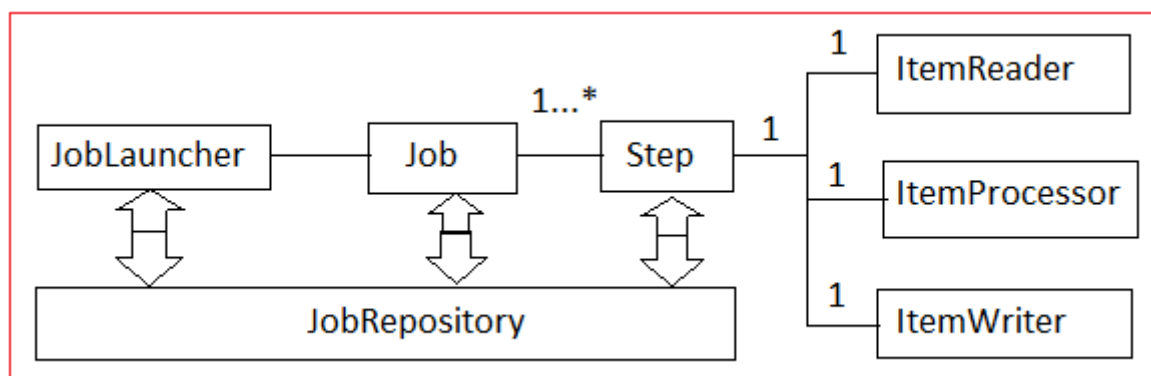 1
ItemReader
1...*
JobLauncher
Job
Step
1
1
ItemProcessor
1
ItemWriter
JobRepository